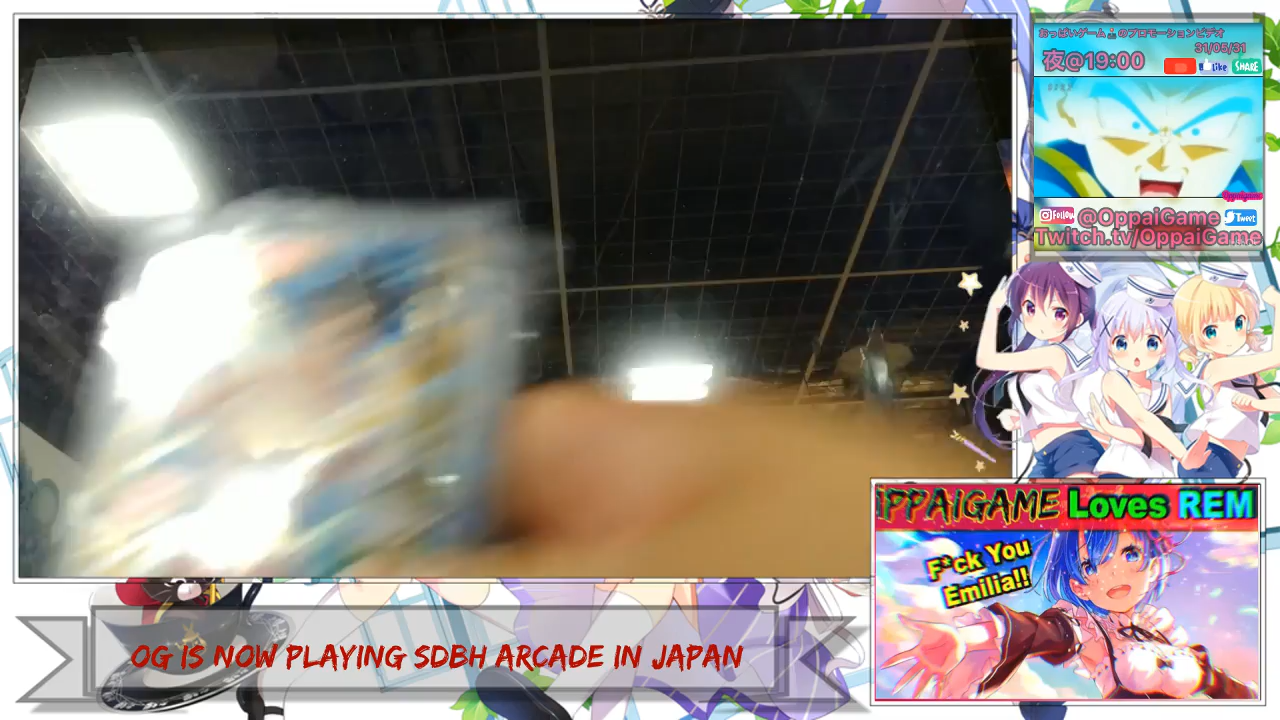 おっぱいゲーム🕹のプロモーションビデオ
31/05/31
夜@19:00
Like
SHARE
Follow
@OppaiGame
Tweet
Twitch.tv/OppaiGame
IPPAIGAME Loves REM
F*ck You
Emilia!!
OG IS NOW PLAYING SDBH ARCADE IN JAPAN